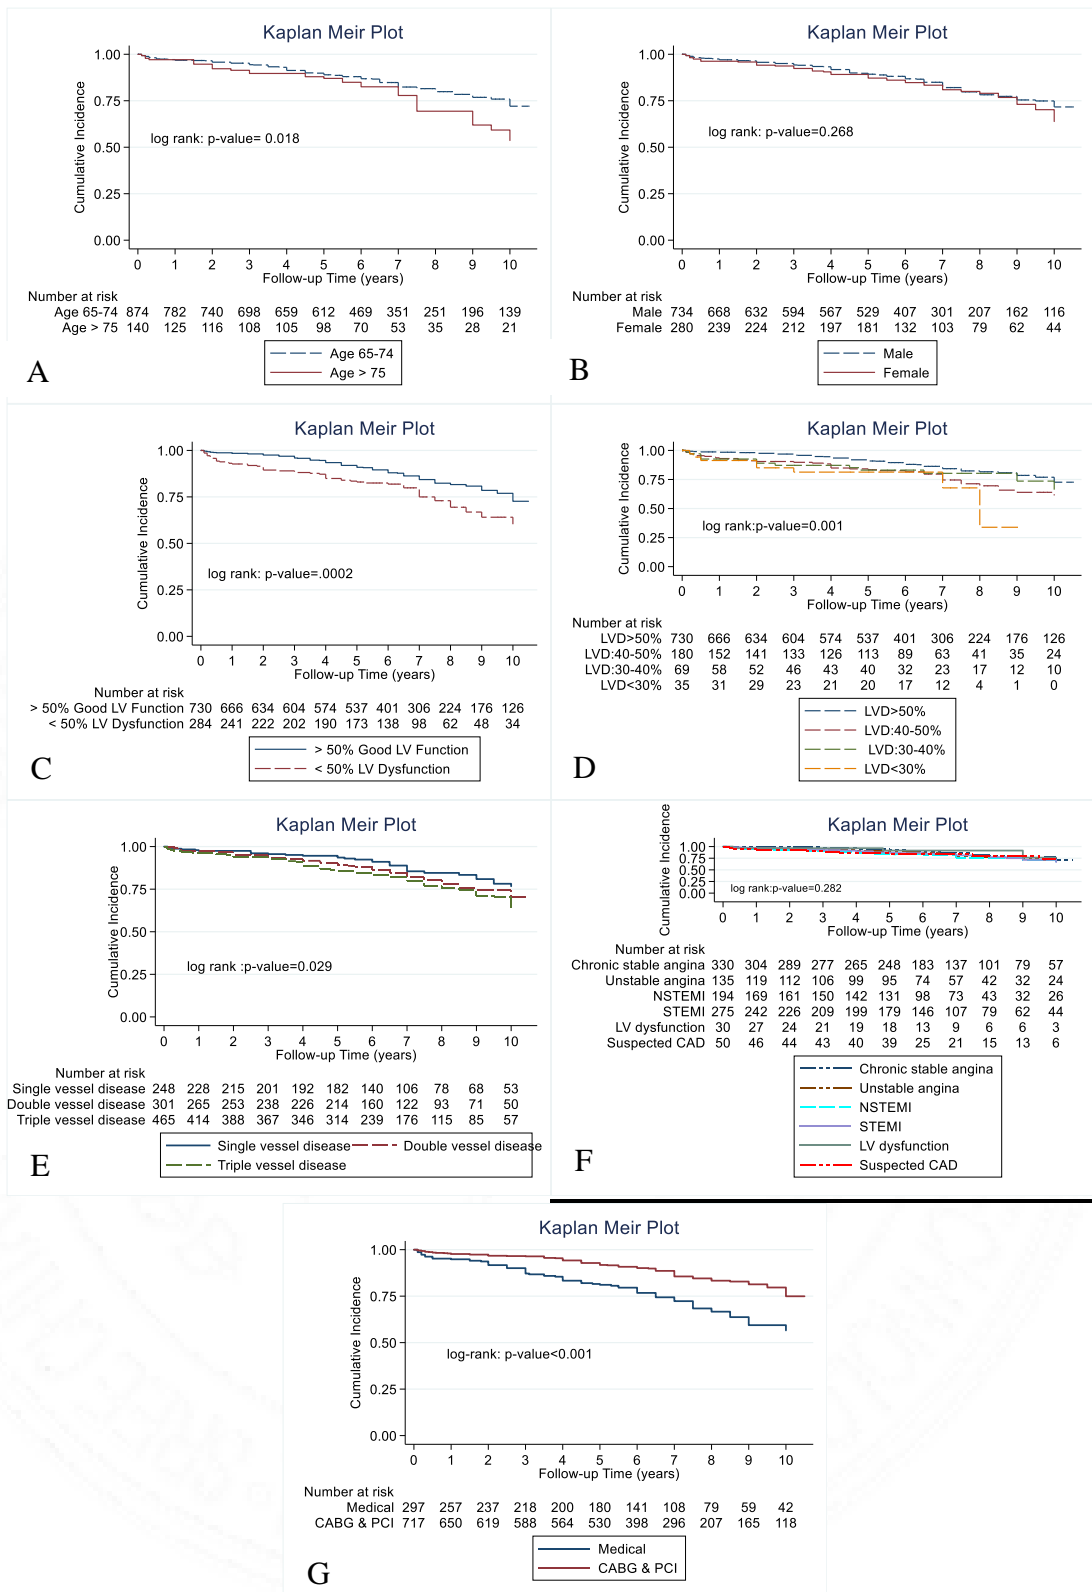 Kaplan Meir Plot
Cumulative Incidence
1.00
0.75
0.50
0.25
0.00
log rank: p-value= 0.018
0 1 2 3 4 5 6 7 8 9 10
Follow-up Time (years)
Number at risk
Age 65-74 874 782 740 698 659 612 469 351 251 196 139
Age > 75 140 125 116 108 105 98 70 53 35 28 21
Age 65-74
Age > 75
A
Kaplan Meir Plot
Cumulative Incidence
1.00
0.75
0.50
0.25
0.00
log rank: p-value=0.268
0 1 2 3 4 5 6 7 8 9 10
Follow-up Time (years)
Number at risk
Male 734 668 632 594 567 529 407 301 207 162 116
Female 280 239 224 212 197 181 132 103 79 62 44
Male
Female
B
Kaplan Meir Plot
Cumulative Incidence
1.00
0.75
0.50
0.25
0.00
log rank: p-value=.0002
0 1 2 3 4 5 6 7 8 9 10
Follow-up Time (years)
Number at risk
> 50% Good LV Function 730 666 634 604 574 537 401 306 224 176 126
< 50% LV Dysfunction 284 241 222 202 190 173 138 98 62 48 34
> 50% Good LV Function
< 50% LV Dysfunction
C
Kaplan Meir Plot
Cumulative Incidence
1.00
0.75
0.50
0.25
0.00
log rank:p-value=0.001
0 1 2 3 4 5 6 7 8 9 10
Follow-up Time (years)
Number at risk
LVD>50% 730 666 634 604 574 537 401 306 224 176 126
LVD:40-50% 180 152 141 133 126 113 89 63 41 35 24
LVD:30-40% 69 58 52 46 43 40 32 23 17 12 10
LVD<30% 35 31 29 23 21 20 17 12 4 1 0
LVD>50%
LVD:40-50%
LVD:30-40%
LVD<30%
D
Kaplan Meir Plot
Cumulative Incidence
1.00
0.75
0.50
0.25
0.00
log rank :p-value=0.029
0 1 2 3 4 5 6 7 8 9 10
Follow-up Time (years)
Number at risk
Single vessel disease 248 228 215 201 192 182 140 106 78 68 53
Double vessel disease 301 265 253 238 226 214 160 122 93 71 50
Triple vessel disease 465 414 388 367 346 314 239 176 115 85 57
Single vessel disease Double vessel disease
Triple vessel disease
E
Kaplan Meir Plot
Cumulative Incidence
1.00
0.75
0.50
0.25
0.00
log rank:p-value=0.282
0 1 2 3 4 5 6 7 8 9 10
Follow-up Time (years)
Number at risk
Chronic stable angina 330 304 289 277 265 248 183 137 101 79 57
Unstable angina 135 119 112 106 99 95 74 57 42 32 24
NSTEMI 194 169 161 150 142 131 98 73 43 32 26
STEMI 275 242 226 209 199 179 146 107 79 62 44
LV dysfunction 30 27 24 21 19 18 13 9 6 6 3
Suspected CAD 50 46 44 43 40 39 25 21 15 13 6
Chronic stable angina
Unstable angina
NSTEMI
STEMI
LV dysfunction
Suspected CAD
F
Kaplan Meir Plot
Cumulative Incidence
1.00
0.75
0.50
0.25
0.00
log-rank: p-value<0.001
0 1 2 3 4 5 6 7 8 9 10
Follow-up Time (years)
Number at risk
Medical 297 257 237 218 200 180 141 108 79 59 42
CABG & PCI 717 650 619 588 564 530 398 296 207 165 118
Medical
CABG & PCI
G